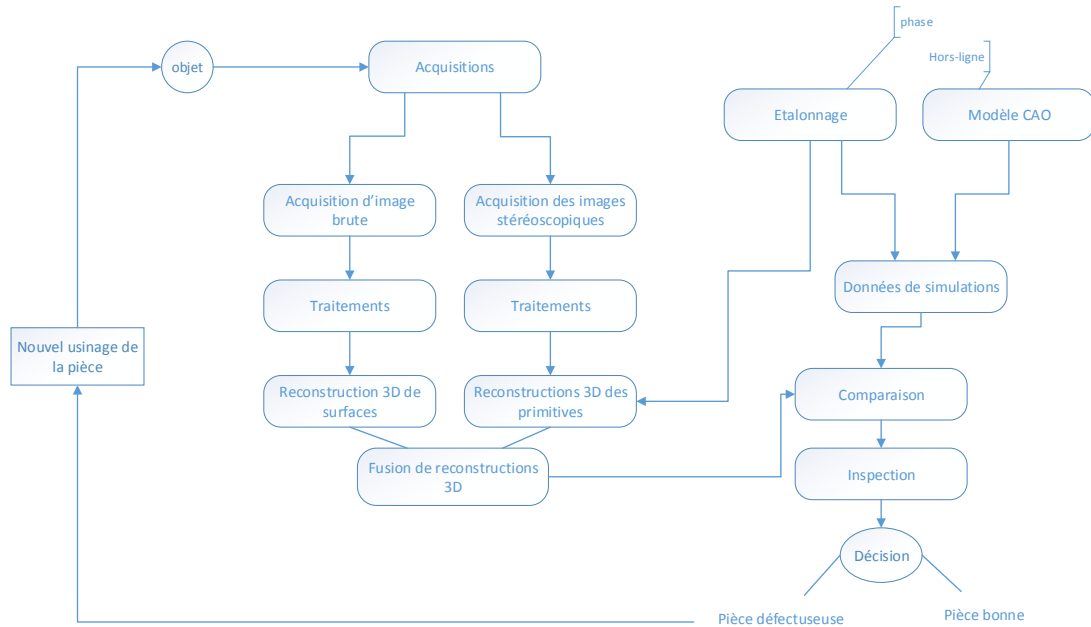 phase
Hors-ligne
objet
Acquisitions
Etalonnage
Modèle CAO
Acquisition d’image
brute
Acquisition des images
stéréoscopiques
Données de simulations
Traitements
Traitements
Nouvel usinage de
la pièce
Reconstruction 3D de
surfaces
Reconstructions 3D des
primitives
Comparaison
Fusion de reconstructions
3D
Inspection
Décision
Pièce défectuseuse
Pièce bonne